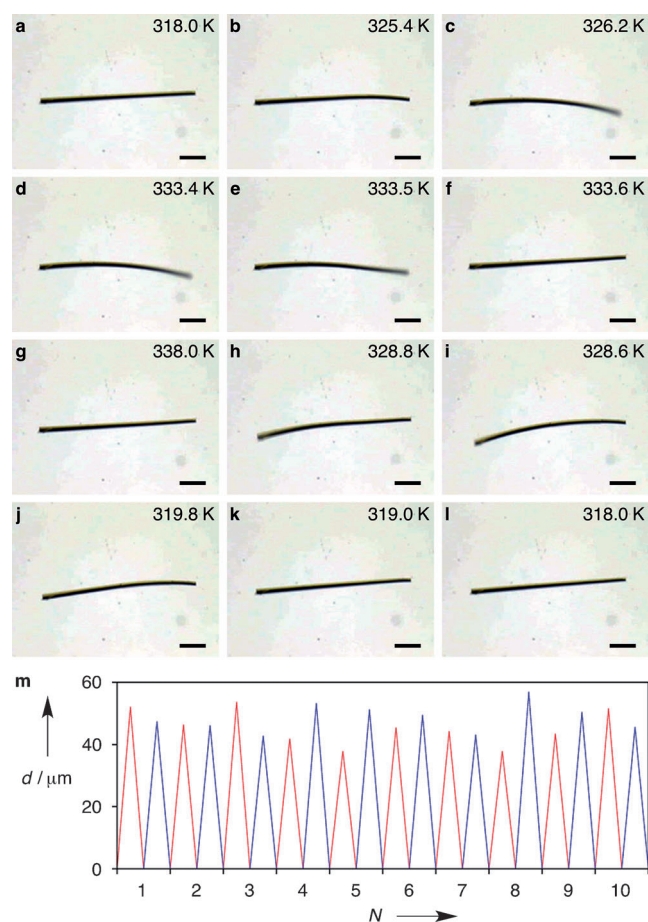 a 318.0 K b 325.4 K c 326.2 K
d 333.4 K e 333.5 K f 333.6 K
g 338.0 K h 328.8 K i 328.6 K
j 319.8 K k 319.0 K l 318.0 K
m
60
40
d / μm
20
0
1 2 3 4 5 6 7 8 9 10
N